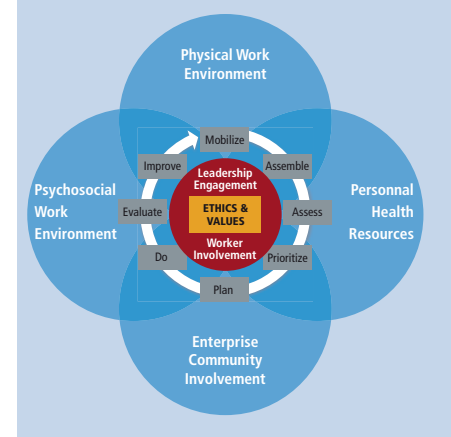 Physical Work
Environment
Mobilize
Improve
Assemble
Leadership
Engagement
Psychosocial
Work
Environment
Evaluate
ETHICS &
VALUES
Assess
Personnal
Health
Resources
Worker
Involvement
Do
Prioritize
Plan
Enterprise
Community
Involvement